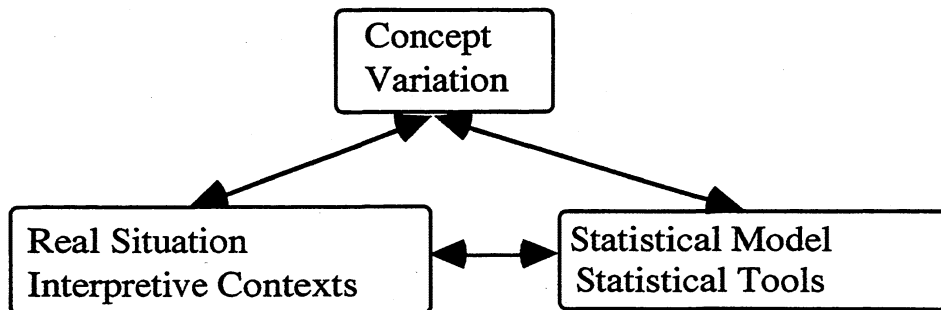 Concept
Variation
Real Situation
Interpretive Contexts
Statistical Model
Statistical Tools